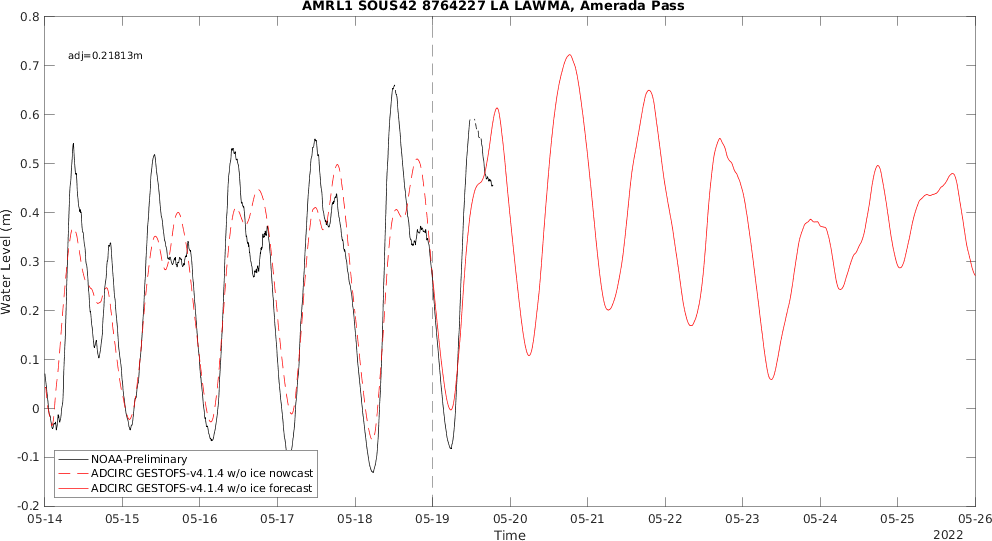 AMRL1 SOUS42 8764227 LA LAWMA, Amerada Pass
adj=0.21813m
0.8
0.7
0.6
0.5
0.4
0.3
0.2
0.1
0
-0.1
-0.2
Water Level (m)
NOAA-Preliminary
ADCIRC GESTOFS-v4.1.4 w/o ice nowcast
ADCIRC GESTOFS-v4.1.4 w/o ice forecast
05-14 05-15 05-16 05-17 05-18 05-19 05-20 05-21 05-22 05-23 05-24 05-25 05-26
Time
2022